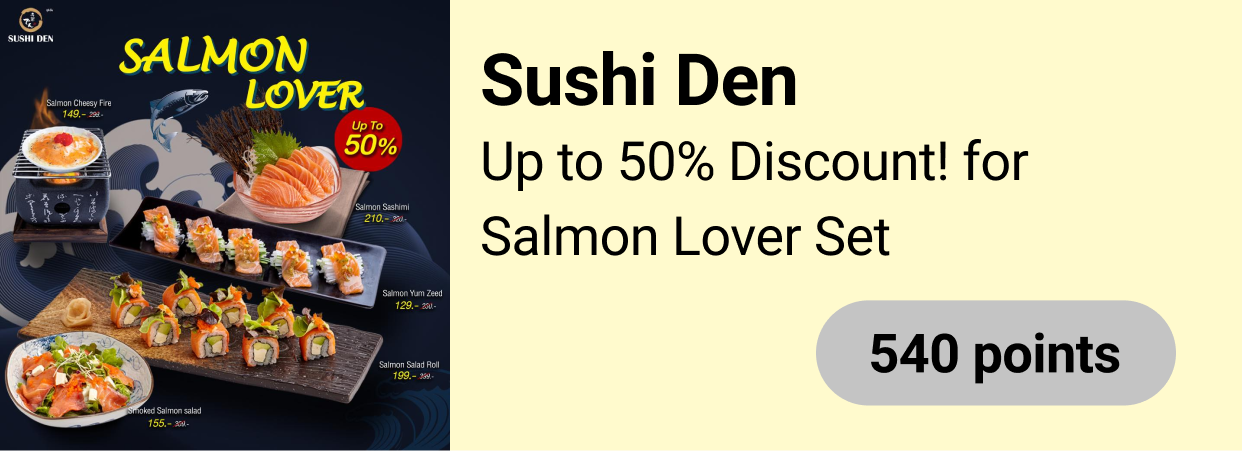 SUSHI DEN
SALMON
LOVER
Up To
50%
Salmon Cheesy Fire
149.-
Salmon Sashimi
210.-
Salmon Yum Zeed
129.-
Salmon Salad Roll
199.-
Smoked Salmon salad
155.-
Sushi Den
Up to 50% Discount! for
Salmon Lover Set
540 points